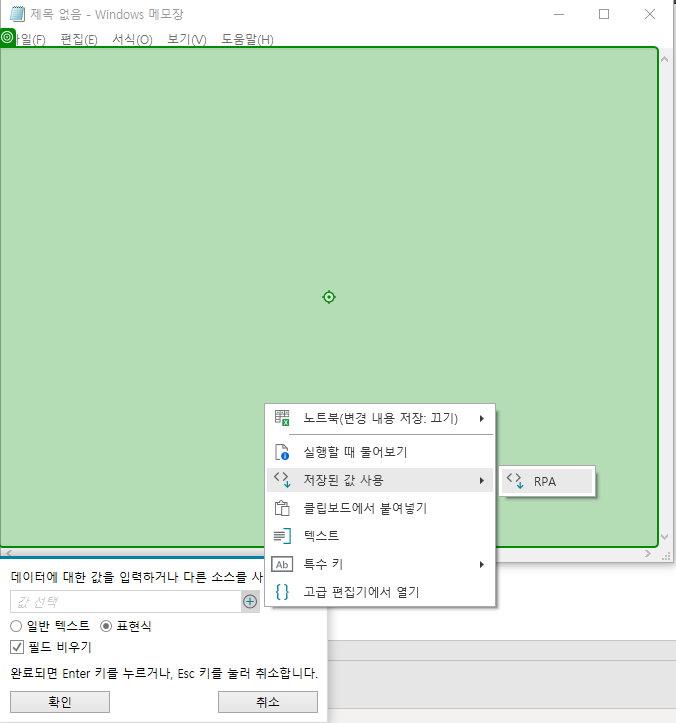 제목 없음 - Windows 메모장
일(F) 편집(E) 서식(O) 보기(V) 도움말(H)
노트북(변경 내용 저장: 끄기)
실행할 때 물어보기
저장된 값 사용
RPA
클립보드에서 붙여넣기
텍스트
Ab 특수 키
{ } 고급 편집기에서 열기
데이터에 대한 값을 입력하거나 다른 소스를 사
값 선택
일반 텍스트 표현식
필드 비우기
완료되면 Enter 키를 누르거나, Esc 키를 눌러 취소합니다.
확인 취소